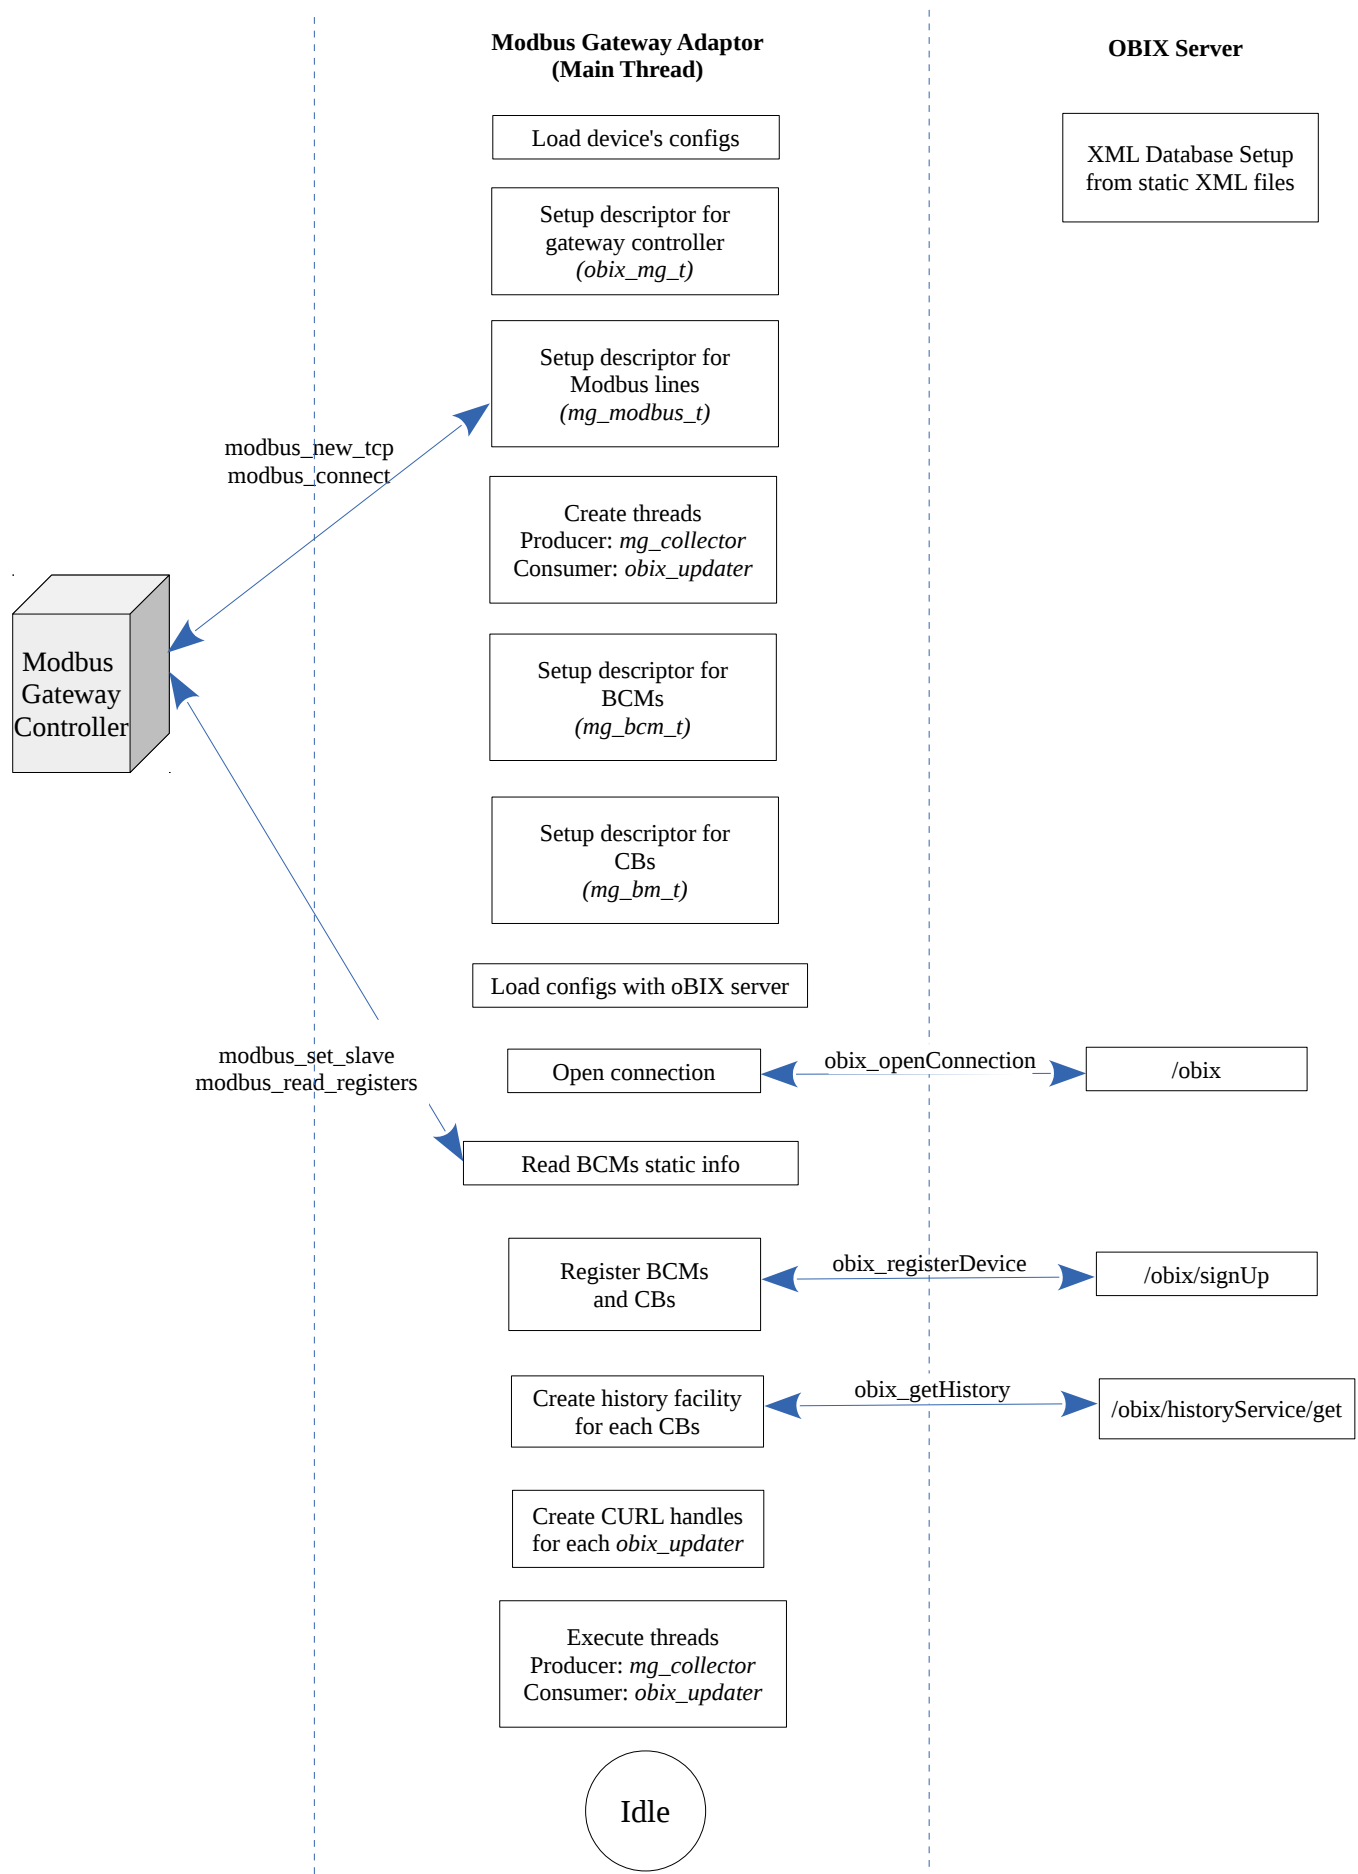 Modbus Gateway Adaptor
(Main Thread)
OBIX Server
Load device's configs
XML Database Setup
from static XML files
Setup descriptor for
gateway controller
(obix_mg_t)
Setup descriptor for
Modbus lines
(mg_modbus_t)
modbus_new_tcp
modbus_connect
Create threads
Producer: mg_collector
Consumer: obix_updater
Modbus
Gateway
Controller
Setup descriptor for
BCMs
(mg_bcm_t)
Setup descriptor for
CBs
(mg_bm_t)
Load configs with oBIX server
modbus_set_slave
modbus_read_registers
Open connection
obix_openConnection
/obix
Read BCMs static info
Register BCMs
and CBs
obix_registerDevice
/obix/signUp
Create history facility
for each CBs
obix_getHistory
/obix/historyService/get
Create CURL handles
for each obix_updater
Execute threads
Producer: mg_collector
Consumer: obix_updater
Idle